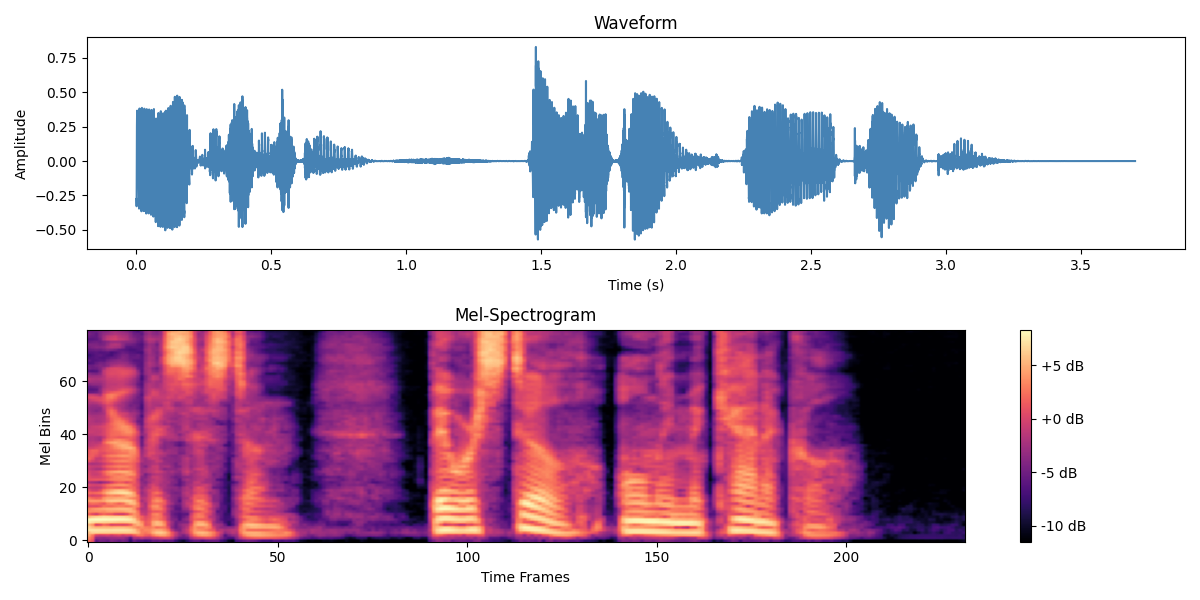 Waveform
0.75
0.50
0.25
0.00
−0.25
−0.50
Amplitude
0.0 0.5 1.0 1.5 2.0 2.5 3.0 3.5
Time (s)
Mel-Spectrogram
60
40
20
0
Mel Bins
0 50 100 150 200
Time Frames
+5 dB
+0 dB
-5 dB
-10 dB